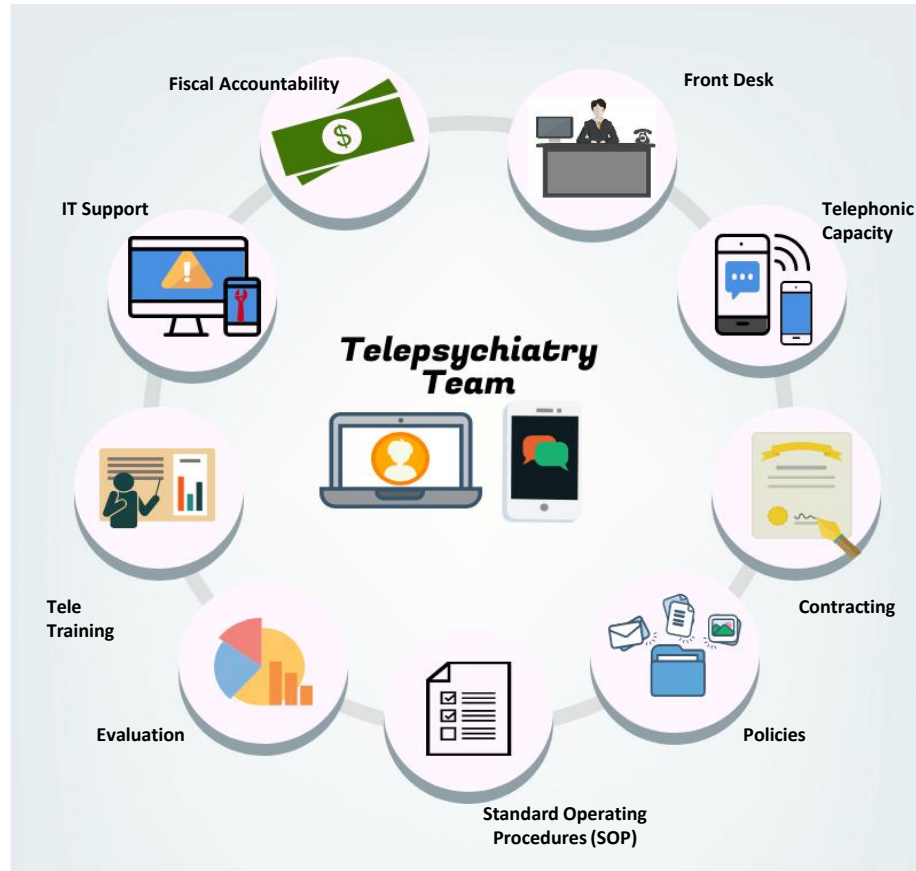 Fiscal Accountability
Front Desk
IT Support
Telephonic
Capacity
$
!
Telepsychiatry
Team
Tele
Training
Contracting
Evaluation
Policies
Standard Operating
Procedures (SOP)